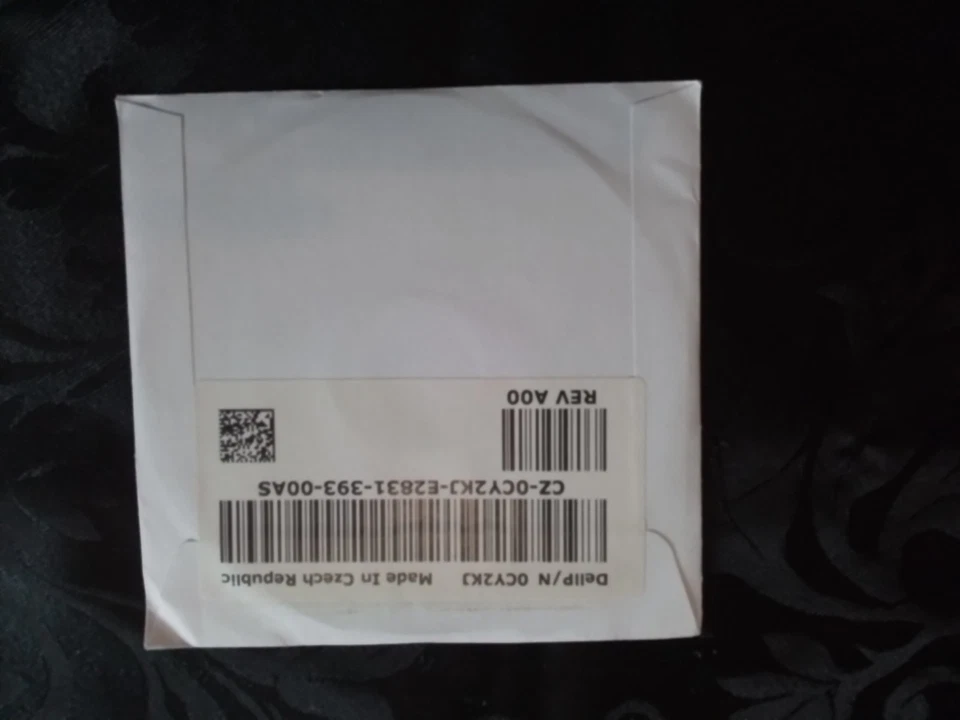 DellP/N 0CY2KJ Made In Czech Republic
CZ-0CY2KJ-E2831-393-00AS
REV A00